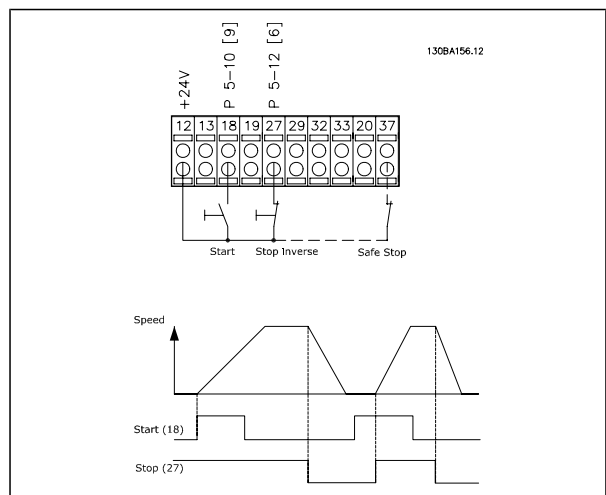 130BA156.12
+24V
P 5-10 [9]
P 5-12 [6]
12 13 18 19 27 29 32 33 20 37
Start
Stop Inverse
Safe Stop
Speed
Start (18)
Stop (27)